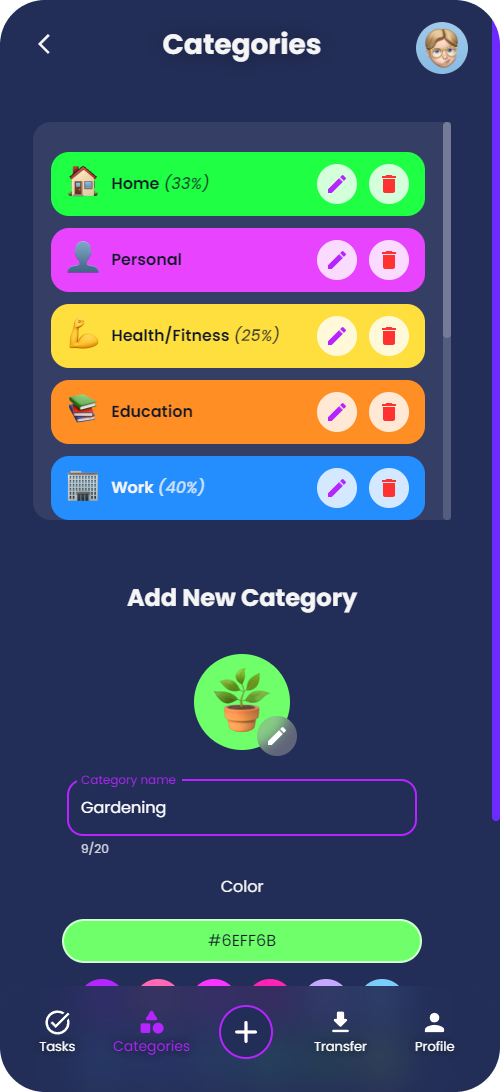 Categories
Home (33%)
Personal
Health/Fitness (25%)
Education
Work (40%)
Add New Category
Category name
Gardening
9/20
Color
#6EFF6B
Tasks
Categories
Transfer
Profile